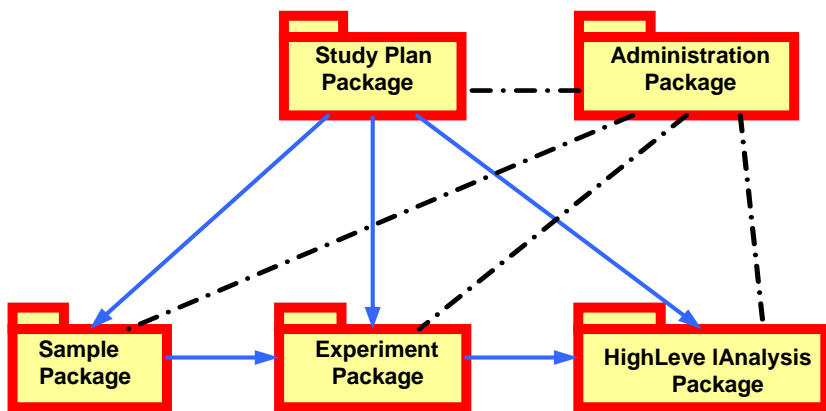 Study Plan
Package
Administration
Package
Sample
Package
Experiment
Package
HighLeve lAnalysis
Package